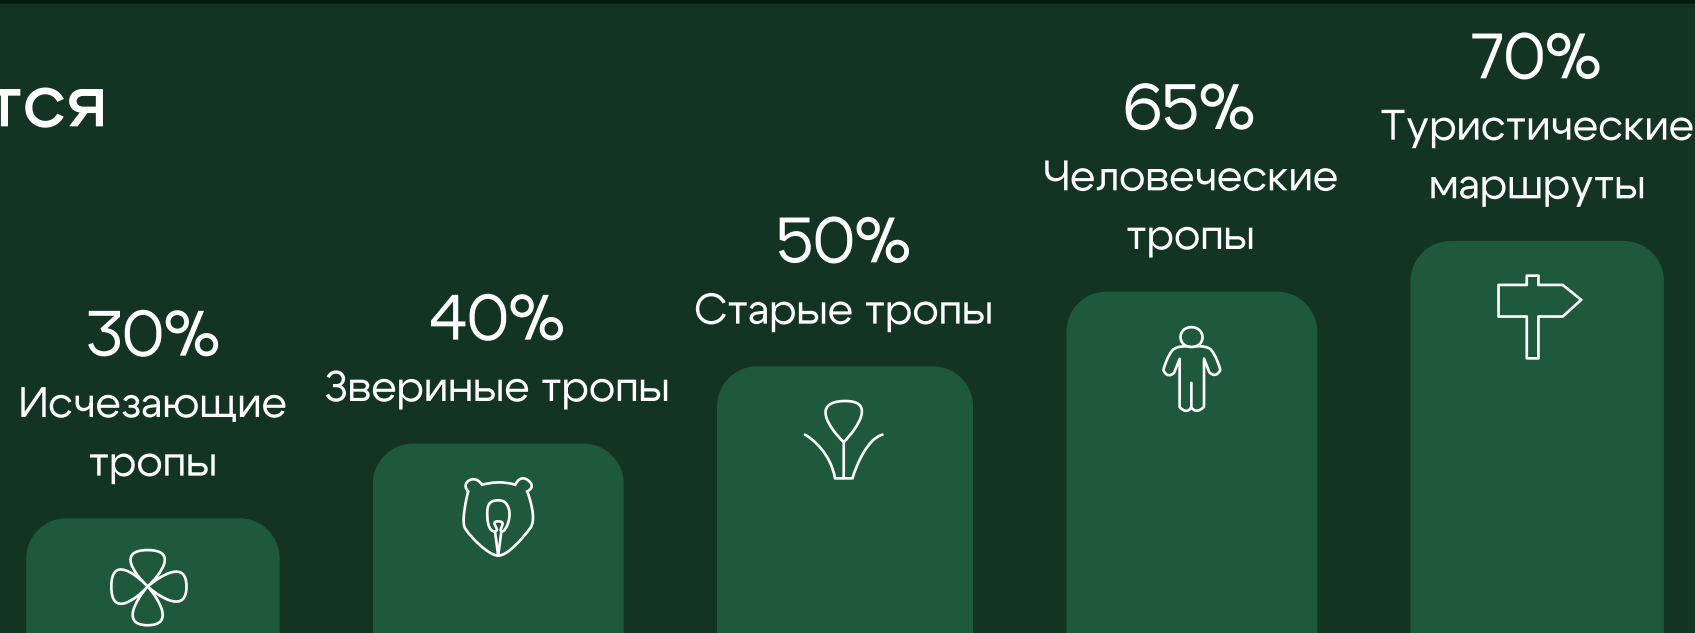 тся
30%
Исчезающие
тропы
40%
Звериные тропы
50%
Старые тропы
65%
Человеческие
тропы
70%
Туристические
маршруты